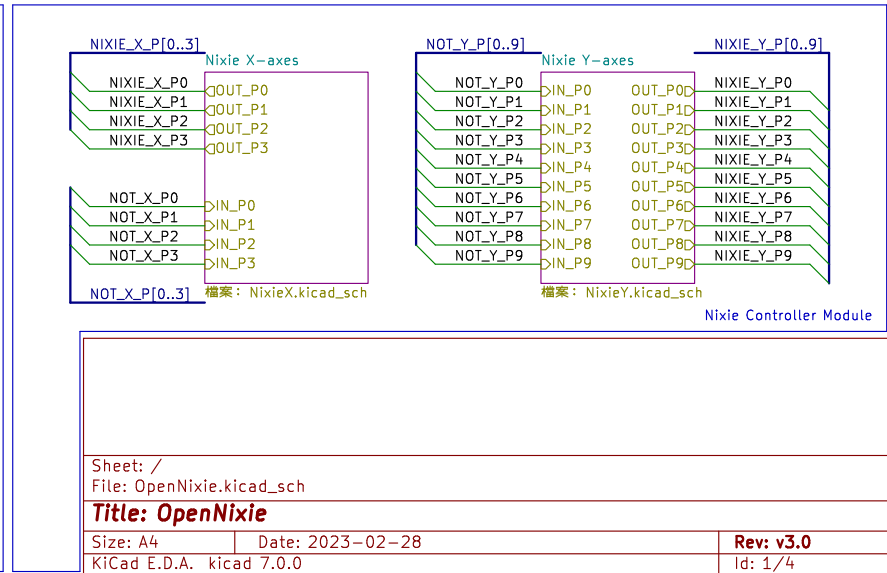 NIXIE_X_P[0..3]
Nixie X-axes
NIXIE_X_P0
NIXIE_X_P1
NIXIE_X_P2
NIXIE_X_P3
OUT_P0
OUT_P1
OUT_P2
OUT_P3
NOT_X_P0
NOT_X_P1
NOT_X_P2
NOT_X_P3
IN_P0
IN_P1
IN_P2
IN_P3
NOT_X_P[0..3]
檔案: NixieX.kicad_sch
NOT_Y_P[0..9]
Nixie Y-axes
NIXIE_Y_P[0..9]
NOT_Y_P0
NOT_Y_P1
NOT_Y_P2
NOT_Y_P3
NOT_Y_P4
NOT_Y_P5
NOT_Y_P6
NOT_Y_P7
NOT_Y_P8
NOT_Y_P9
IN_P0
IN_P1
IN_P2
IN_P3
IN_P4
IN_P5
IN_P6
IN_P7
IN_P8
IN_P9
OUT_P0
OUT_P1
OUT_P2
OUT_P3
OUT_P4
OUT_P5
OUT_P6
OUT_P7
OUT_P8
OUT_P9
NIXIE_Y_P0
NIXIE_Y_P1
NIXIE_Y_P2
NIXIE_Y_P3
NIXIE_Y_P4
NIXIE_Y_P5
NIXIE_Y_P6
NIXIE_Y_P7
NIXIE_Y_P8
NIXIE_Y_P9
檔案: NixieY.kicad_sch
Nixie Controller Module
Sheet: /
File: OpenNixie.kicad_sch
Title: OpenNixie
Size: A4
Date: 2023-02-28
Rev: v3.0
KiCad E.D.A. kicad 7.0.0
Id: 1/4